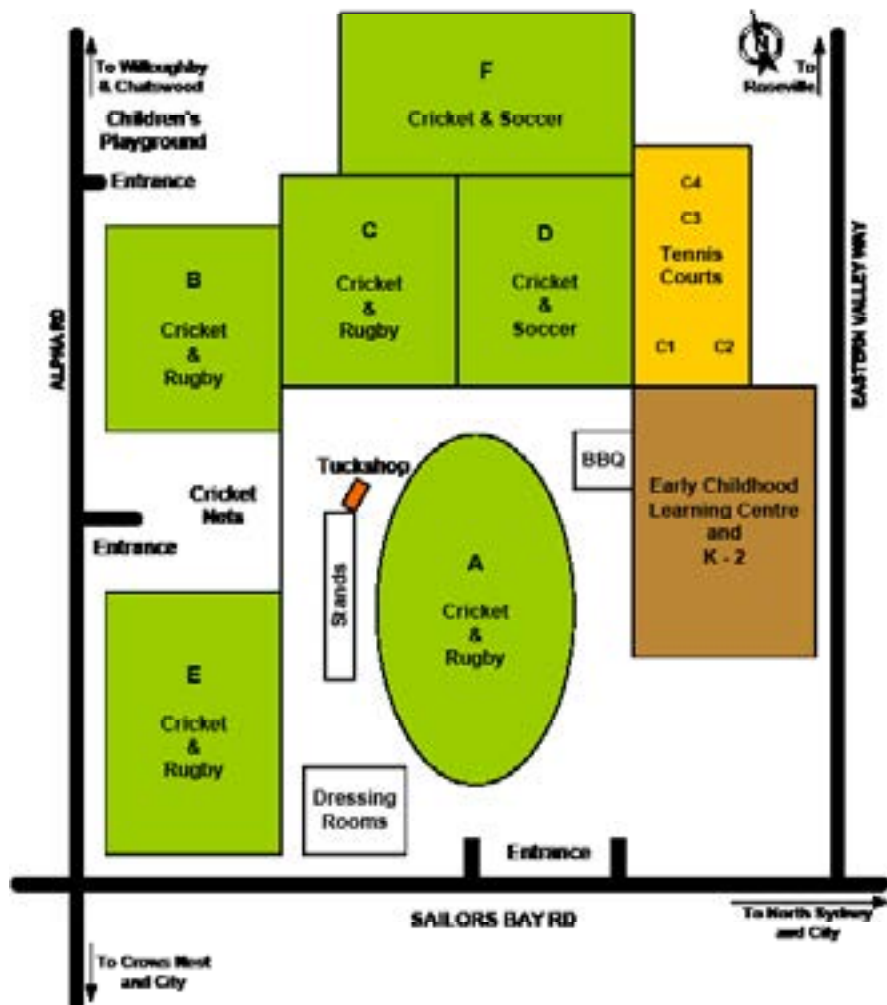 To Willoughby
& Chatswood
Children's
Playground
Entrance
F
Cricket & Soccer
N
To
Roseville
C4
C3
Tennis
Courts
C1 C2
C
Cricket
&
Rugby
D
Cricket
&
Soccer
B
Cricket
&
Rugby
ALPHA RD
EASTERN VALLEY WAY
Tuckshop
BBQ
Early Childhood
Learning Centre
and
K - 2
Cricket
Nets
Entrance
Stands
A
Cricket
&
Rugby
E
Cricket
&
Rugby
Dressing
Rooms
Entrance
SAILORS BAY RD
To North Sydney
and City
To Crows Nest
and City